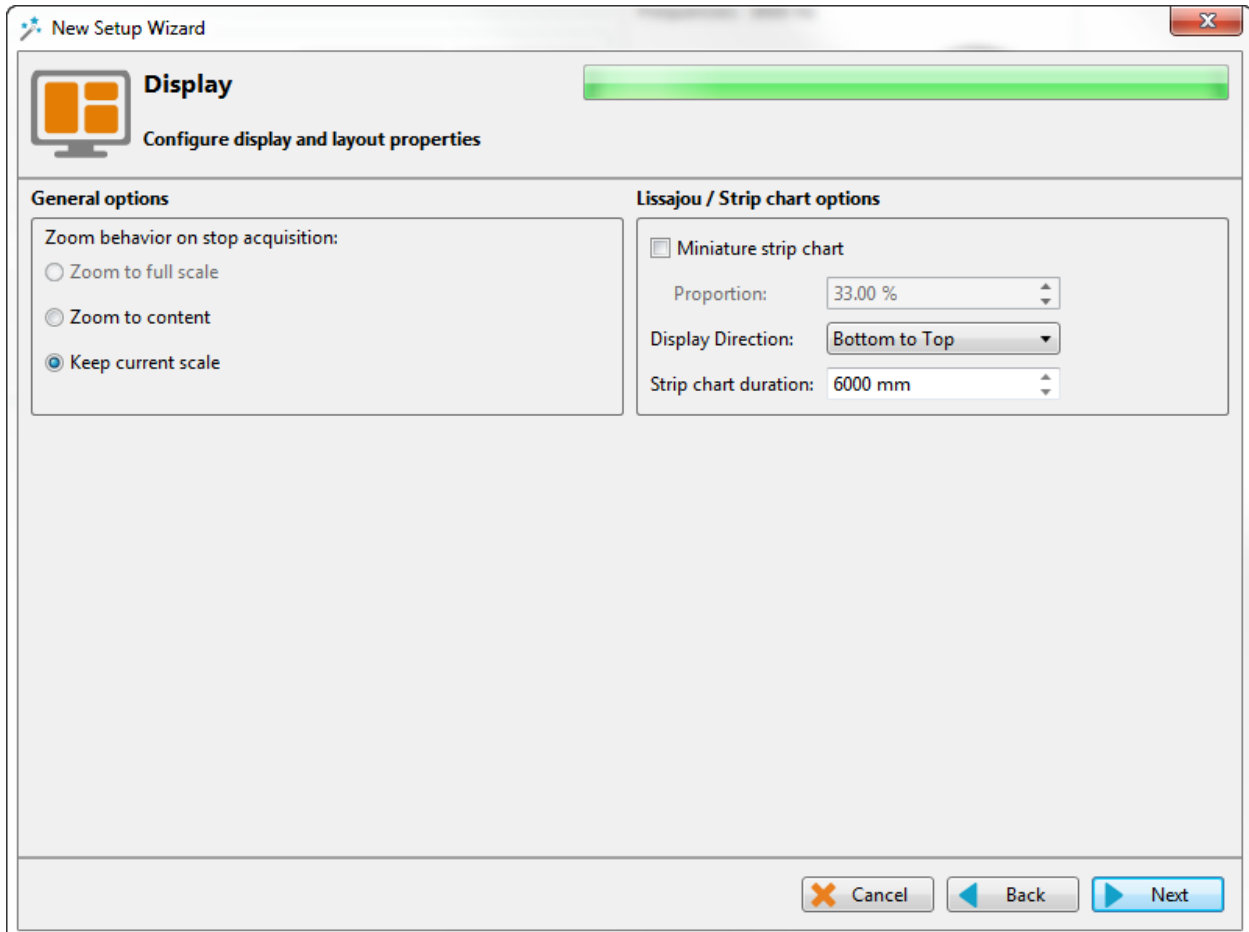 New Setup Wizard
Display
Configure display and layout properties
General options
Zoom behavior on stop acquisition:
Zoom to full scale
Zoom to content
Keep current scale
Lissajou / Strip chart options
Miniature strip chart
Proportion: 33.00 %
Display Direction: Bottom to Top
Strip chart duration: 6000 mm
Cancel Back Next